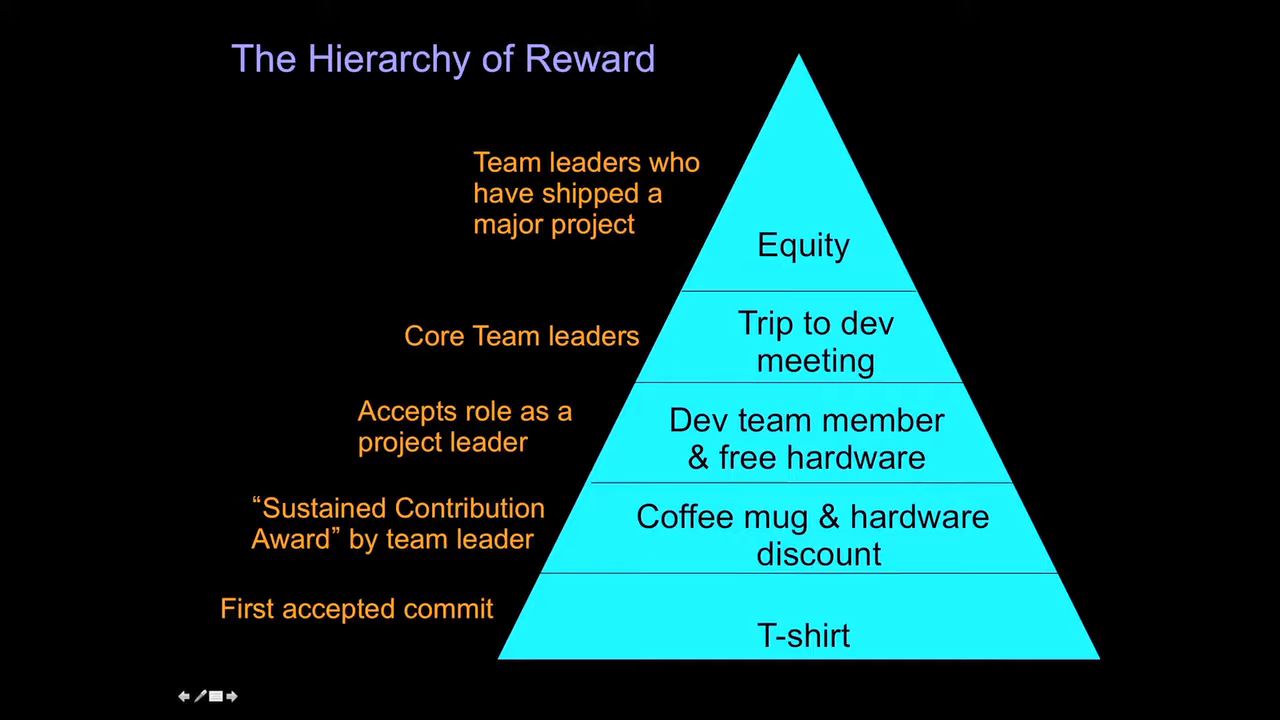 The Hierarchy of Reward
Team leaders who
have shipped a
major project
Equity
Core Team leaders
Trip to dev
meeting
Accepts role as a
project leader
Dev team member
& free hardware
“Sustained Contribution
Award” by team leader
Coffee mug & hardware
discount
First accepted commit
T-shirt